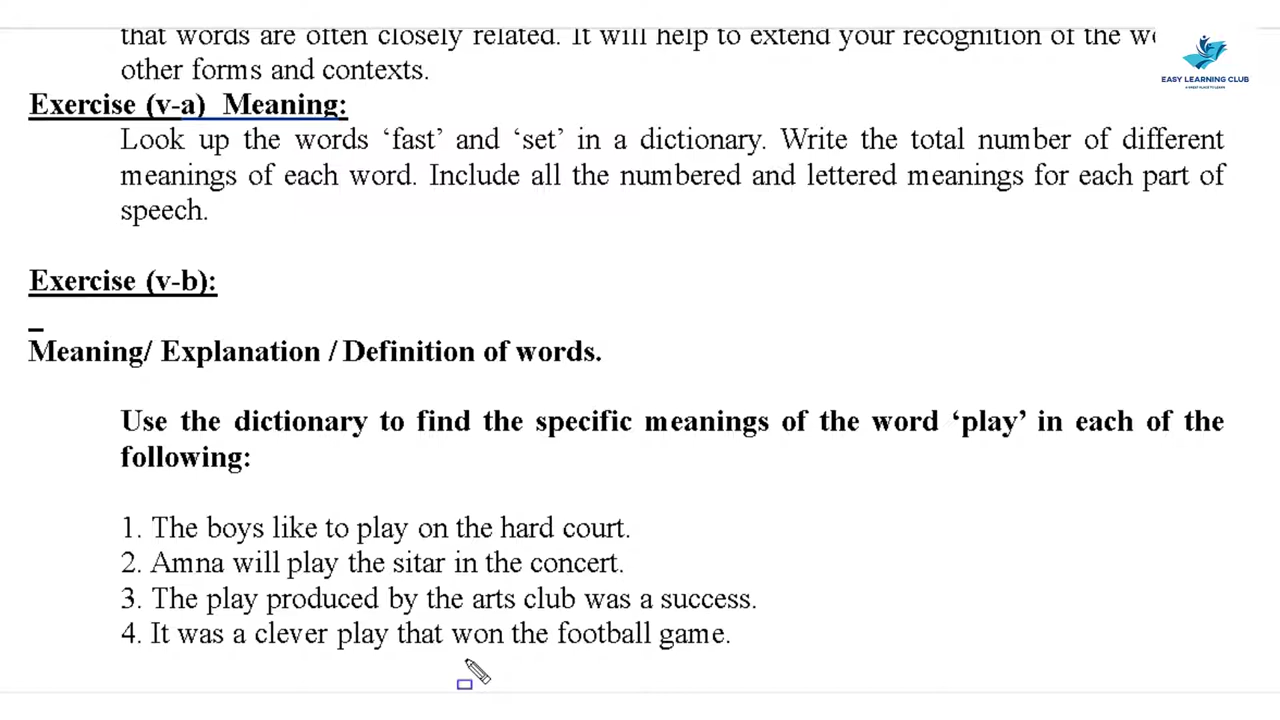 that words are often closely related. It will help to extend your recognition of the
other forms and contexts.
EASY LEARNING CLUB
A GREAT PLACE TO LEARN
Exercise (v-a)  Meaning:
Look up the words ‘fast’ and ‘set’ in a dictionary. Write the total number of different
meanings of each word. Include all the numbered and lettered meanings for each part of
speech.
Exercise (v-b):
Meaning/ Explanation / Definition of words.
Use the dictionary to find the specific meanings of the word ‘play’ in each of the
following:
1. The boys like to play on the hard court.
2. Amna will play the sitar in the concert.
3. The play produced by the arts club was a success.
4. It was a clever play that won the football game.